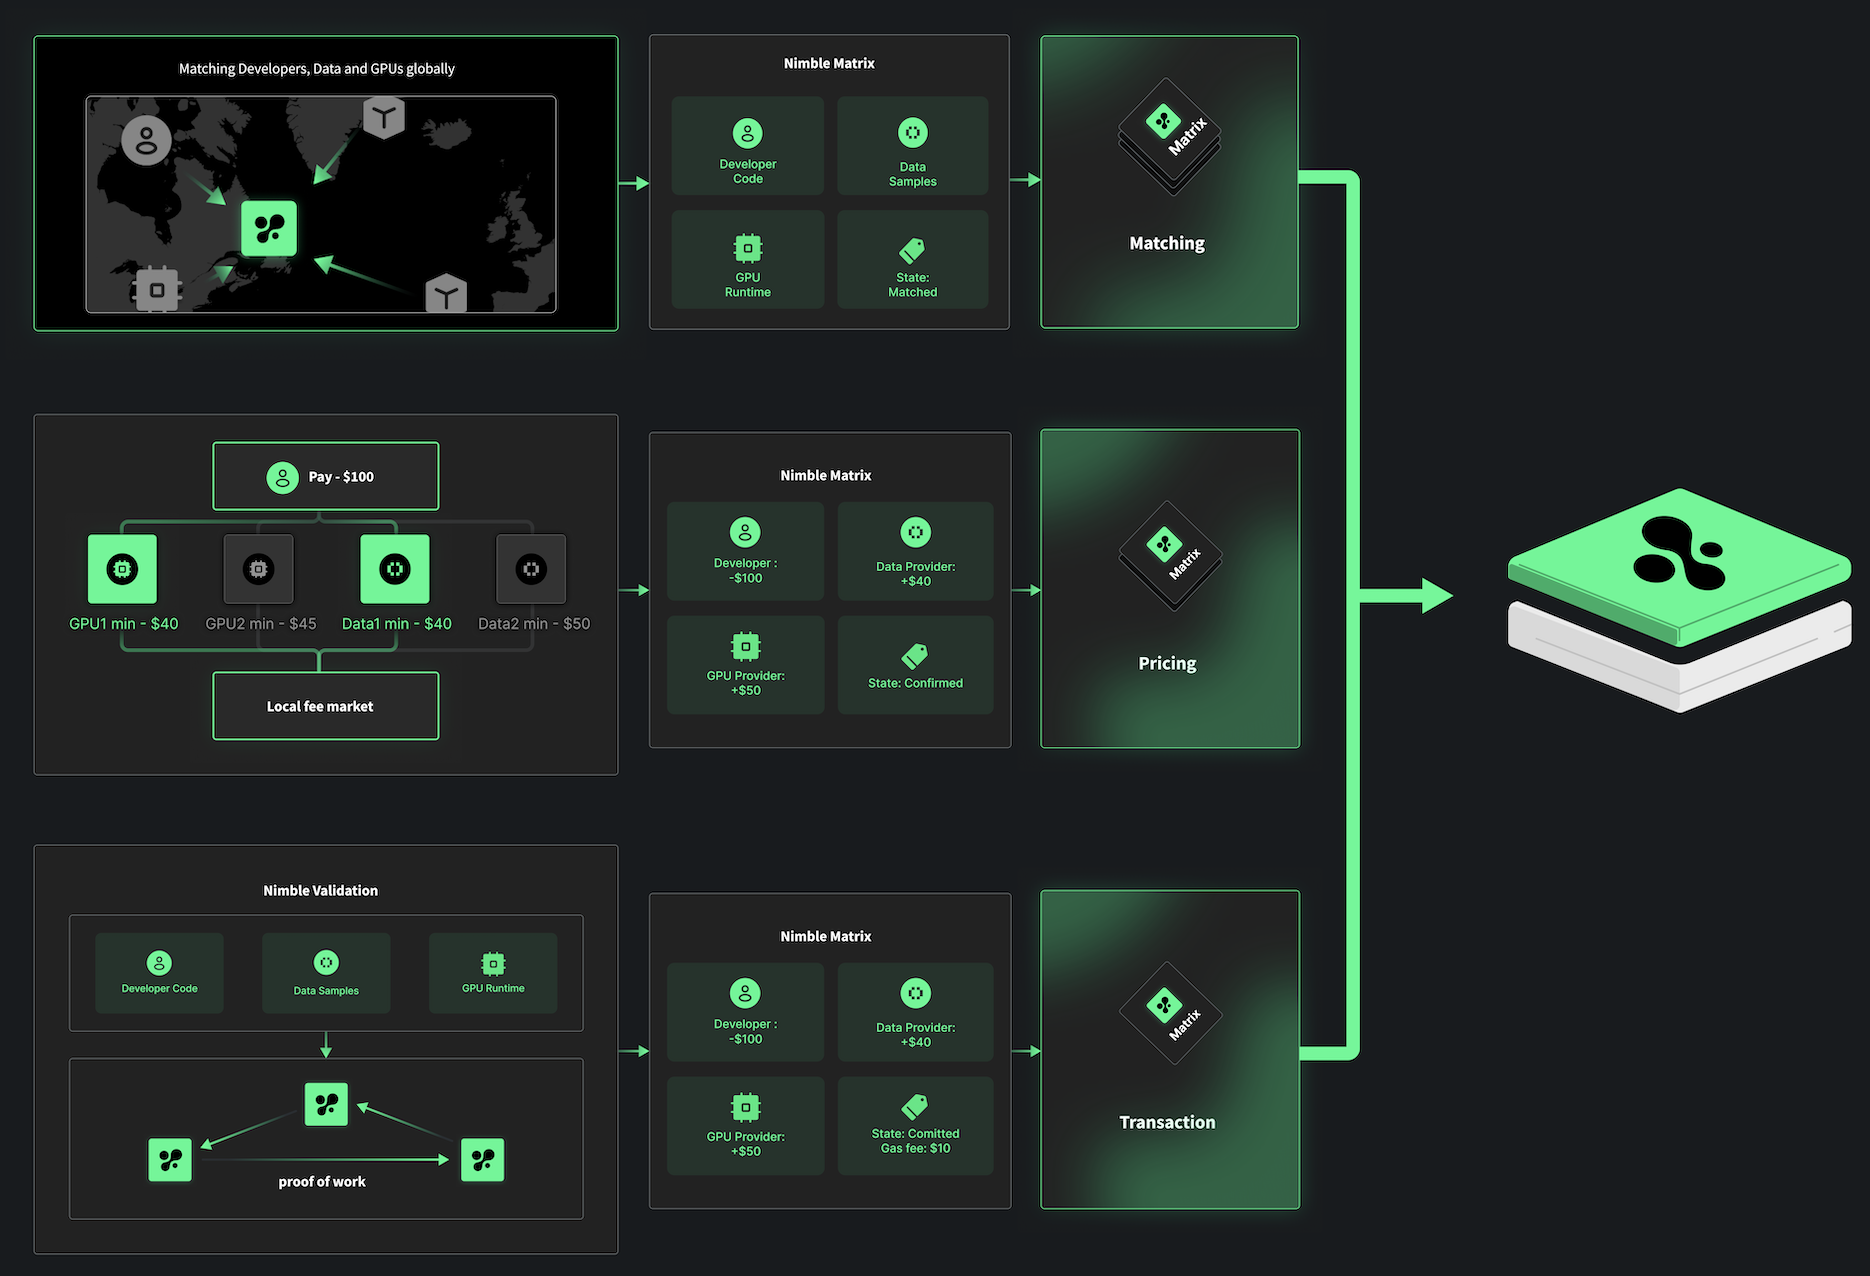 Matching Developers, Data and GPUs globally
Nimble Matrix
Developer
Code
Data
Samples
GPU
Runtime
State:
Matched
Matrix
Matching
Pay - $100
GPU1 min - $40
GPU2 min - $45
Data1 min - $40
Data2 min - $50
Local fee market
Nimble Matrix
Developer :
-$100
Data Provider:
+$40
GPU Provider:
+$50
State: Confirmed
Matrix
Pricing
Nimble Validation
Developer Code
Data Samples
GPU Runtime
proof of work
Nimble Matrix
Developer :
-$100
Data Provider:
+$40
GPU Provider:
+$50
State: Comitted
Gas fee: $10
Matrix
Transaction